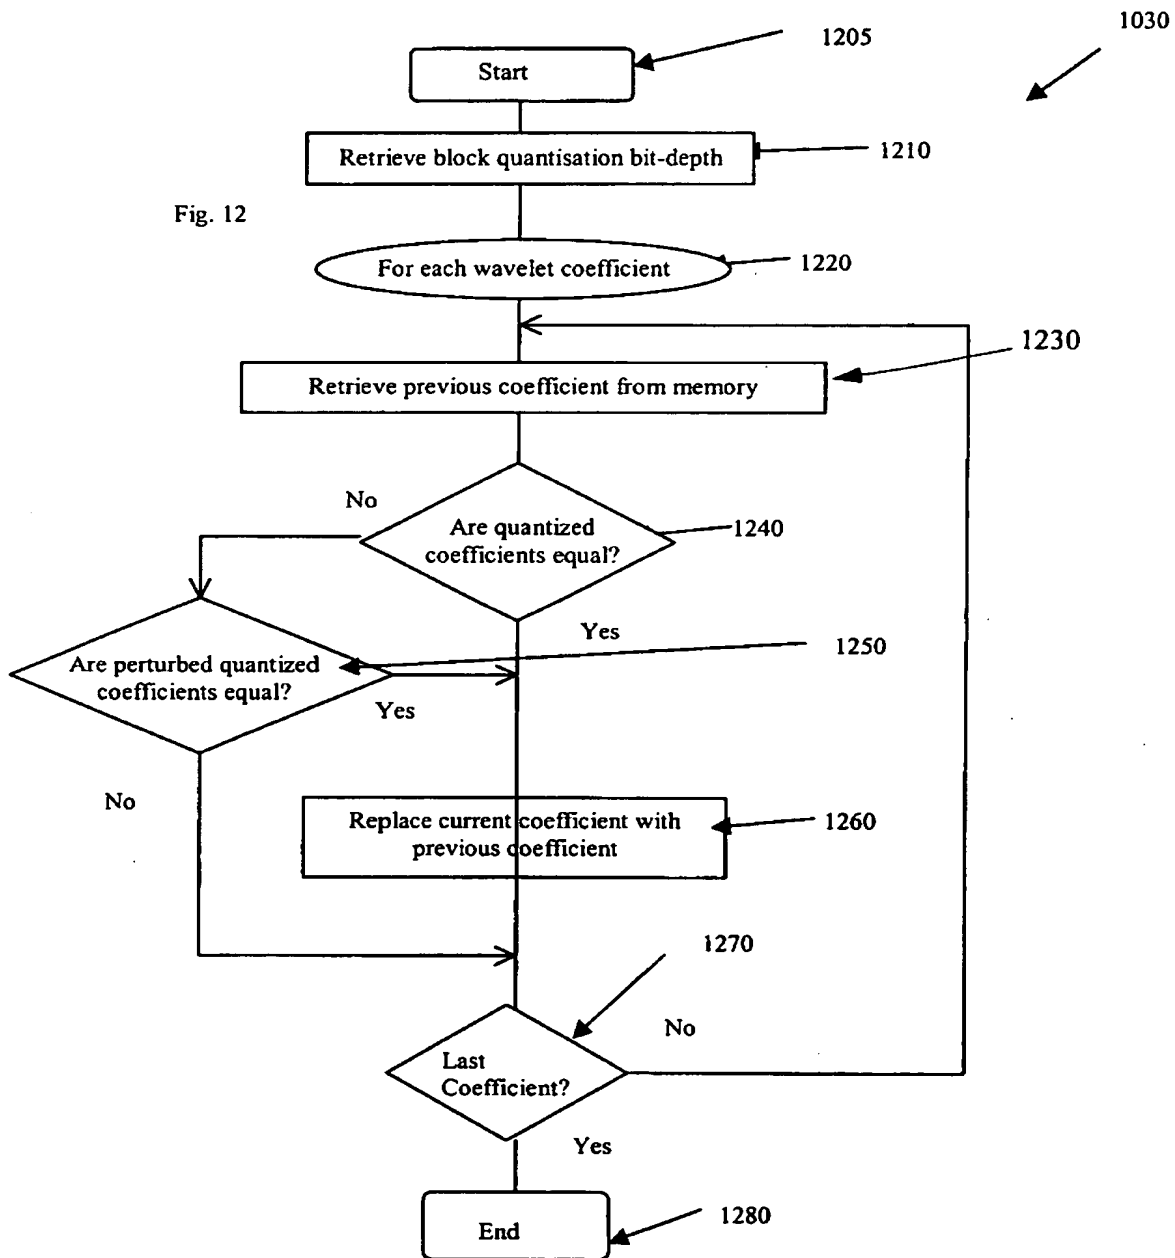 1030
1205
Start
Retrieve block quantisation bit-depth
1210
Fig. 12
For each wavelet coefficient
1220
1230
Retrieve previous coefficient from memory
No
Are quantized
coefficients equal?
1240
Yes
Are perturbed quantized
coefficients equal?
1250
Yes
No
Replace current coefficient with
previous coefficient
1260
1270
No
Last
Coefficient?
Yes
End
1280